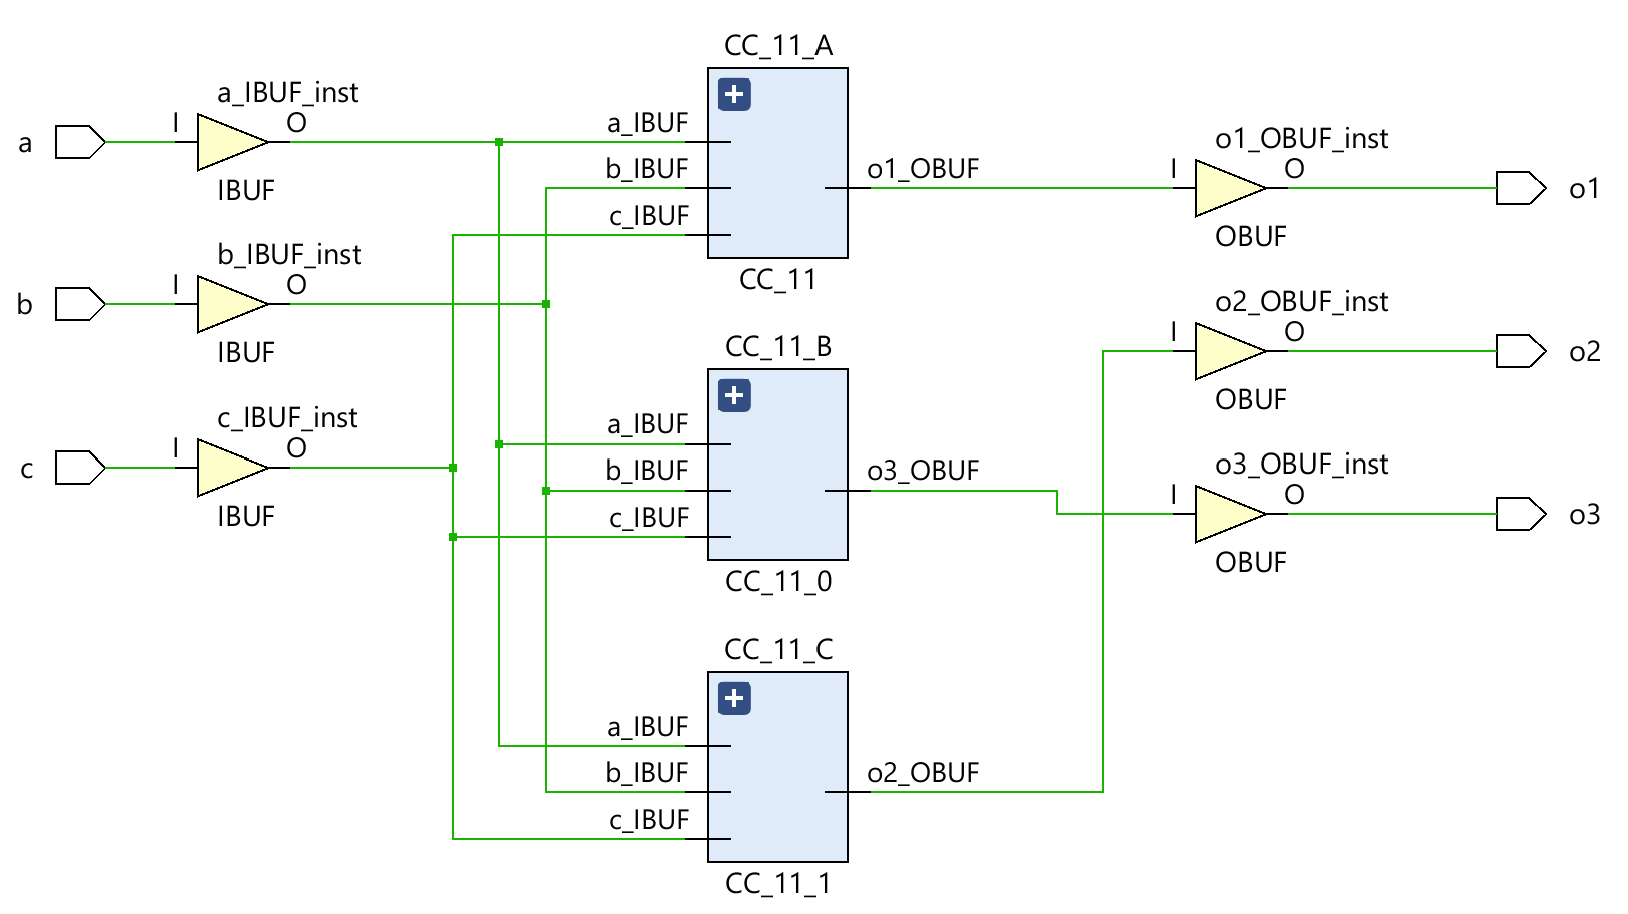 CC_11_A
a_IBUF_inst
a
I
O
IBUF
a_IBUF
b_IBUF
c_IBUF
o1_OBUF
CC_11
o1_OBUF_inst
I
O
o1
OBUF
b_IBUF_inst
b
I
O
IBUF
o2_OBUF_inst
I
O
o2
OBUF
CC_11_B
a_IBUF
b_IBUF
c_IBUF
o3_OBUF
CC_11_0
c_IBUF_inst
c
I
O
IBUF
o3_OBUF_inst
I
O
o3
OBUF
CC_11_C
a_IBUF
b_IBUF
c_IBUF
o2_OBUF
CC_11_1